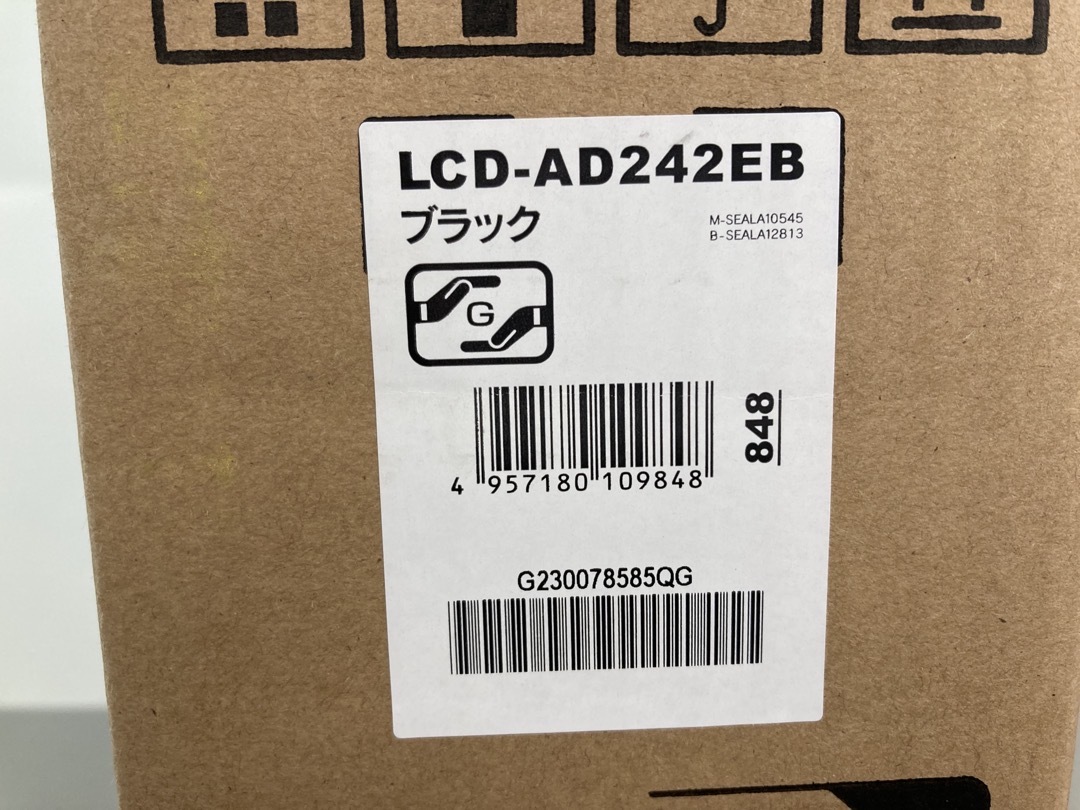 LCD-AD242EB
ブラック
M-SEALA10545
B-SEALA12813
G
848
4 957180 109848
G230078585QG